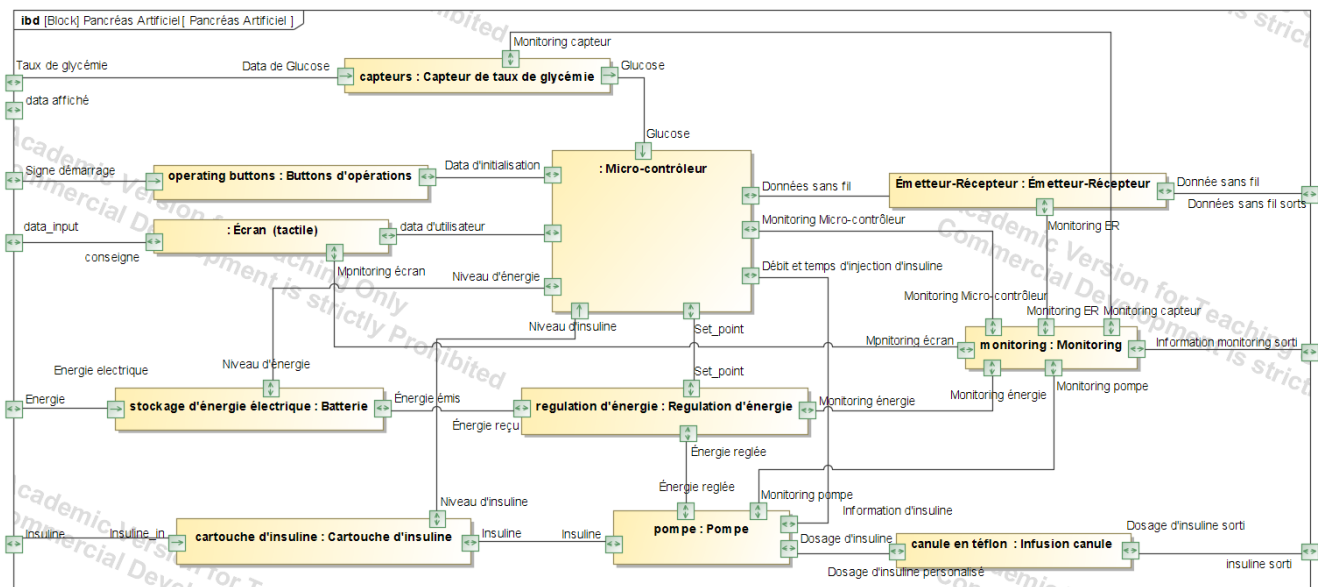 ibd [Block] Pancréas Artificiel[ Pancréas Artificiel ]
Monitoring capteur
Taux de glycémie
Data de Glucose
capteurs : Capteur de taux de glycémie
Glucose
data affiché
Glucose
Signe démarrage
operating buttons : Buttons d'opérations
Data d'initialisation
: Micro-contrôleur
Données sans fil
Émetteur-Récepteur : Émetteur-Récepteur
Donnée sans fil
Données sans fil sorts
data_input
consigne
: Écran (tactile)
data d'utilisateur
Monitoring Micro-contrôleur
Monitoring ER
Mpnitoring écran
Niveau d'énergie
Débit et temps d'injection d'insuline
Monitoring Micro-contrôleur
Niveau d'insuline
Set_point
Monitoring ER
Monitoring capteur
Mpnitoring écran
monitoring : Monitoring
Information monitoring sorti
Niveau d'énergie
Set_point
Monitoring énergie
Monitoring pompe
Energie electrique
Energie
stockage d'énergie électrique : Batterie
Énergie émis
Énergie reçu
regulation d'énergie : Regulation d'énergie
Monitoring énergie
Énergie reglée
Énergie reglée
Monitoring pompe
Niveau d'insuline
Information d'insuline
Insuline
Insuline_in
cartouche d'insuline : Cartouche d'insuline
Insuline
Insuline
pompe : Pompe
Dosage d'insuline
Dosage d'insuline personalisé
canule en téflon : Infusion canule
Dosage d'insuline sorti
insuline sorti
Academic Version for Teaching Only
Commercial Development is strictly Prohibited